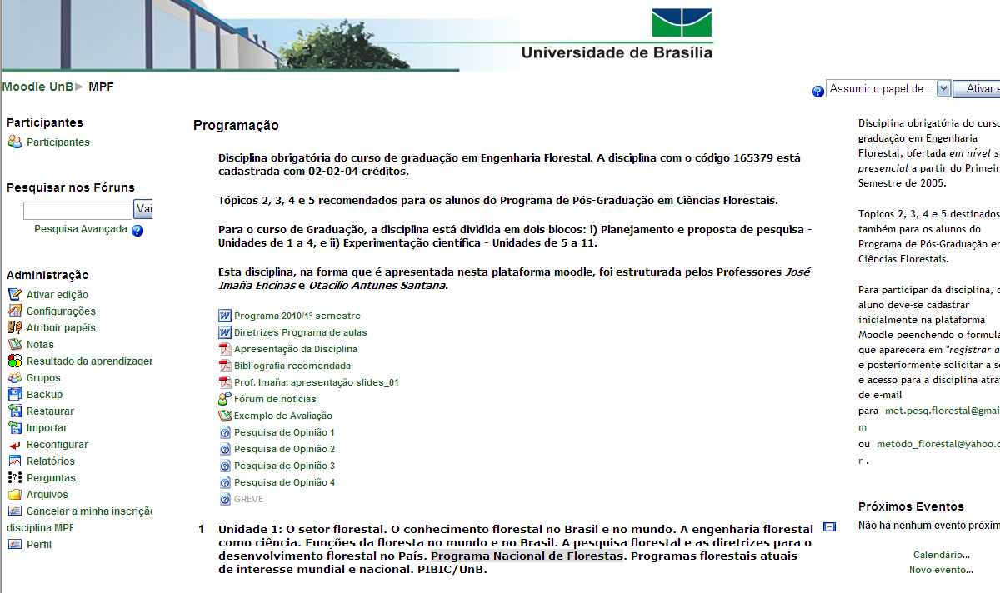 Universidade de Brasília
Moodle UnB MPF
Assumir o papel de...
Ativar e
Participantes
Participantes
Pesquisar nos Fóruns
Vai
Pesquisa Avançada
Administração
Ativar edição
Configurações
Atribuir papéis
Notas
Resultado da aprendizager
Grupos
Backup
Restaurar
Importar
Reconfigurar
Relatórios
Perguntas
Arquivos
Cancelar a minha inscriçã
disciplina MPF
Perfil
Programação
Disciplina obrigatória do curso de graduação em Engenharia Florestal. A disciplina com o código 165379 está
cadastrada com 02-02-04 créditos.
Tópicos 2, 3, 4 e 5 recomendados para os alunos do Programa de Pós-Graduação em Ciências Florestais.
Para o curso de Graduação, a disciplina está dividida em dois blocos: i) Planejamento e proposta de pesquisa -
Unidades de 1 a 4, e ii) Experimentação científica - Unidades de 5 a 11.
Esta disciplina, na forma que é apresentada nesta plataforma moodle, foi estruturada pelos Professores José
Imaña Encinas e Otacilio Antunes Santana.
Programa 2010/1º semestre
Diretrizes Programa de aulas
Apresentação da Disciplina
Bibliografia recomendada
Prof. Imaña: apresentação slides_01
Fórum de notícias
Exemplo de Avaliação
Pesquisa de Opinião 1
Pesquisa de Opinião 2
Pesquisa de Opinião 3
Pesquisa de Opinião 4
GREVE
1 Unidade 1: O setor florestal. O conhecimento florestal no Brasil e no mundo. A engenharia florestal
como ciência. Funções da floresta no mundo e no Brasil. A pesquisa florestal e as diretrizes para o
desenvolvimento florestal no País. Programa Nacional de Florestas. Programas florestais atuais
de interesse mundial e nacional. PIBIC/UnB.
Disciplina obrigatória do curso
graduação em Engenharia
Florestal, ofertada em nível s
presencial a partir do Primeir
Semestre de 2005.
Tópicos 2, 3, 4 e 5 destinados
também para os alunos do
Programa de Pós-Graduação er
Ciências Florestais.
Para participar da disciplina, o
aluno deve-se cadastrar
inicialmente na plataforma
Moodle peenchendo o formulá
que aparecerá em "registrar a
e posteriormente solicitar a s
e acesso para a disciplina atra
de e-mail
para met.pesq.florestal@gmai
m
ou metodo_florestal@yahoo.c
r .
Próximos Eventos
Não há nenhum evento próxim
Calendário...
Novo evento...